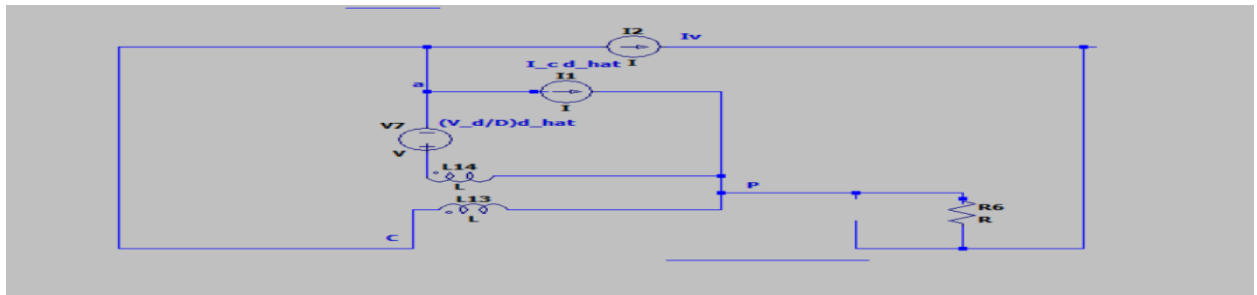 I2
Iv
I
I_c d_hat
I1
a
I
V7
(V_d/D)d_hat
V
L14
L
P
L13
L
R6
R
C